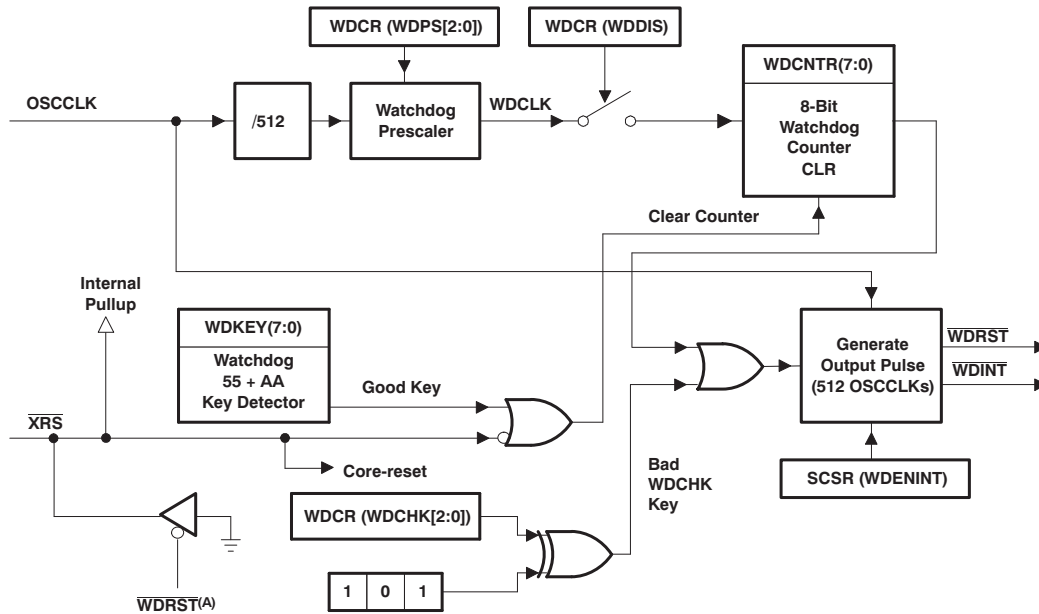 WDCR (WDPS[2:0])
WDCR (WDDIS)
WDCNTR(7:0)
OSCCLK
/512
Watchdog
Prescaler
WDCLK
8-Bit
Watchdog
Counter
CLR
Clear Counter
Internal
Pullup
WDKEY(7:0)
Watchdog
55 + AA
Key Detector
Good Key
Generate
Output Pulse
(512 OSCCLKs)
WDRST
WDINT
XRS
Core-reset
Bad
WDCHK
Key
SCSR (WDENINT)
WDCR (WDCHK[2:0])
WDRST(A)
1 0 1